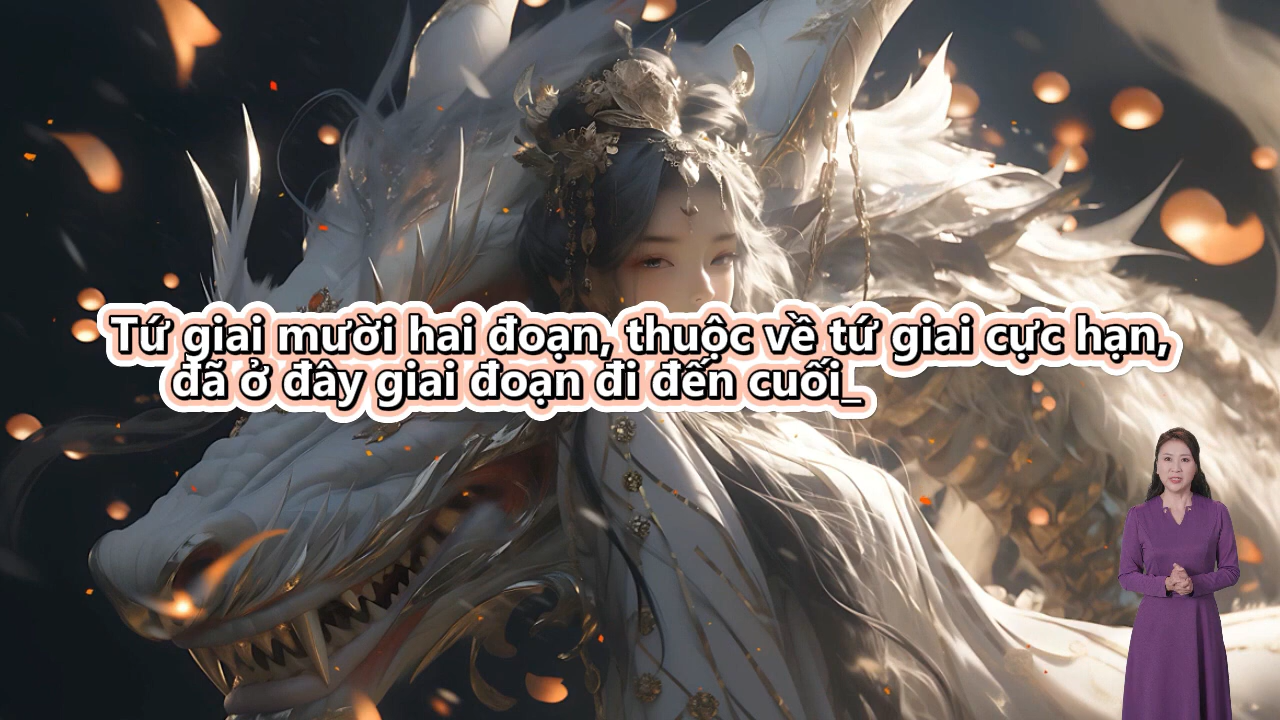 Tứ giai mười hai đoạn, thuộc về tứ giai cực hạn,
đã ở đây giai đoạn đi đến cuối_